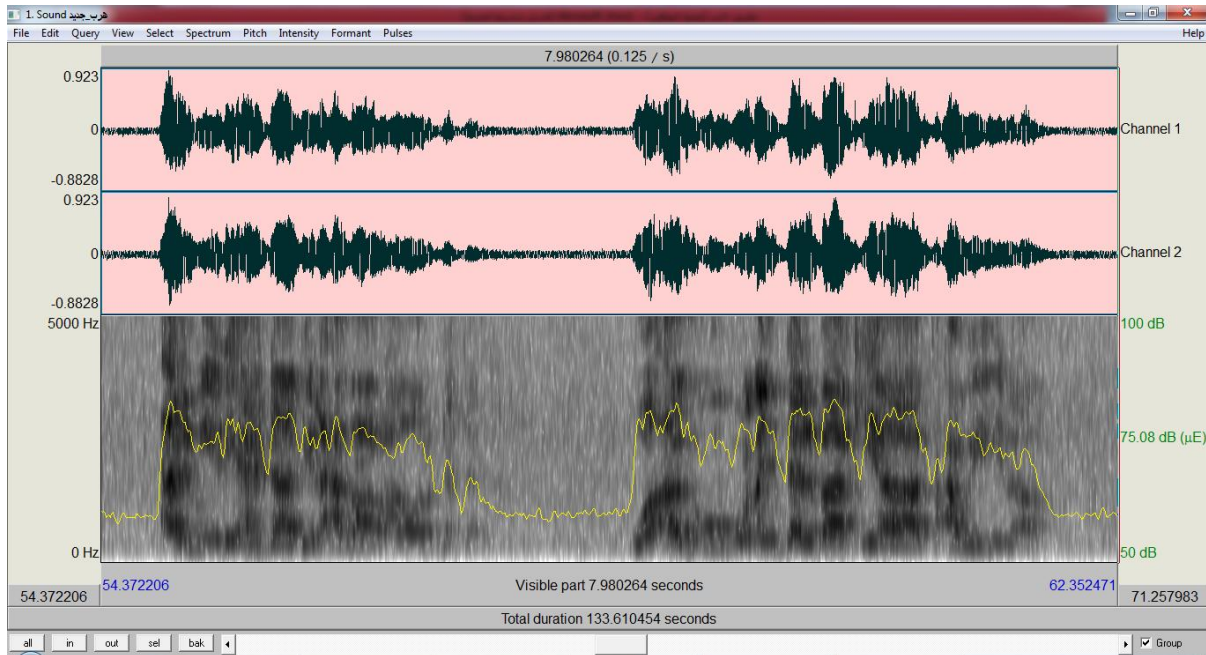 1. Sound هرب_جنيد
File Edit Query View Select Spectrum Pitch Intensity Formant Pulses Help
7.980264 (0.125 / s)
0.923
0
-0.8828
Channel 1
0.923
0
-0.8828
Channel 2
5000 Hz
0 Hz
100 dB
75.08 dB (µE)
50 dB
54.372206 Visible part 7.980264 seconds 62.352471
54.372206 71.257983
Total duration 133.610454 seconds
all in out sel bak Group